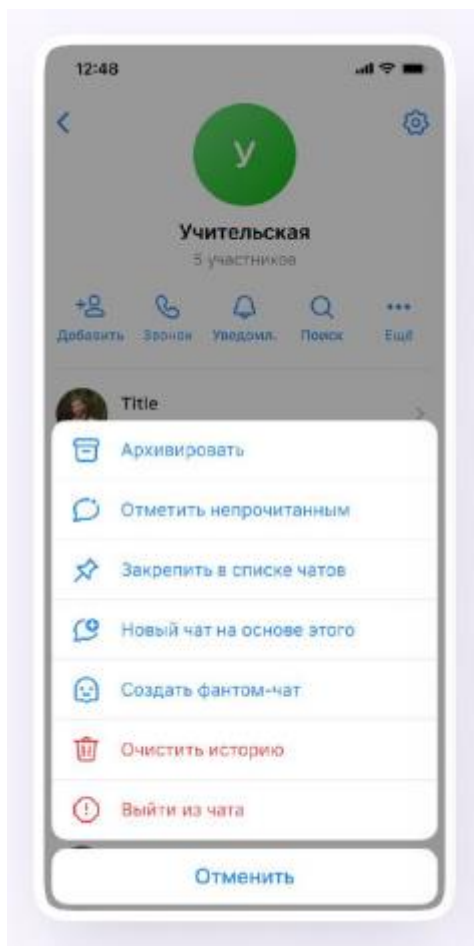 12:48
У
Учительская
5 участников
Добавить Звонок Уведомл. Поиск Ещё
Title
Архивировать
Отметить непрочитанным
Закрепить в списке чатов
Новый чат на основе этого
Создать фантом-чат
Очистить историю
Выйти из чата
Отменить